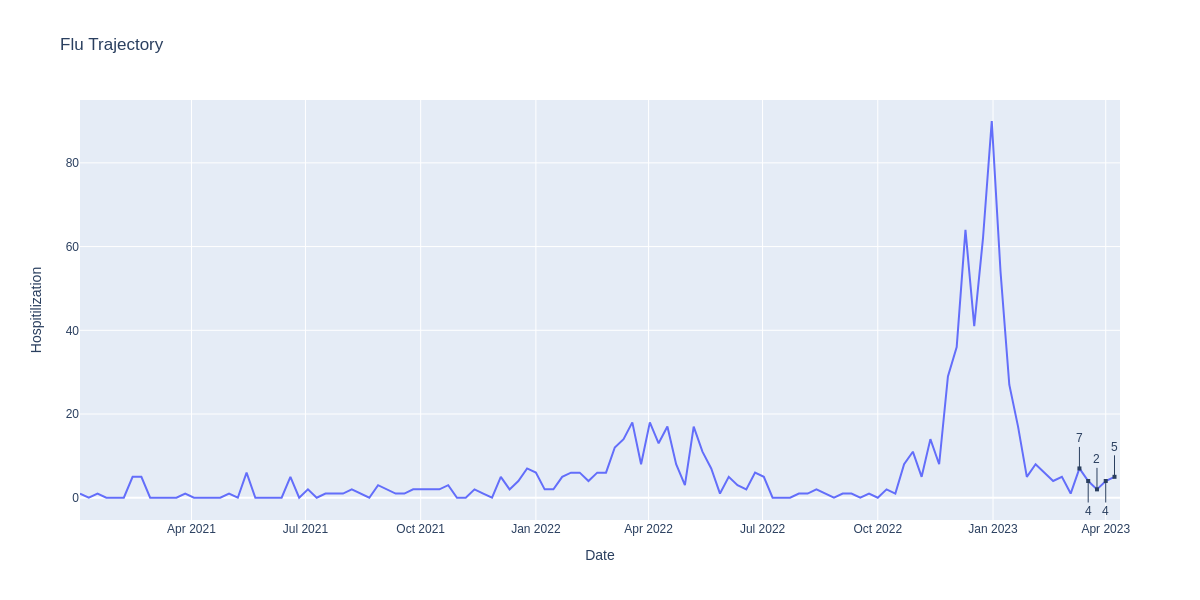 Flu Trajectory
Hospitilization
80
60
40
20
0
7
4
2
4
5
Apr 2021
Jul 2021
Oct 2021
Jan 2022
Apr 2022
Jul 2022
Oct 2022
Jan 2023
Apr 2023
Date